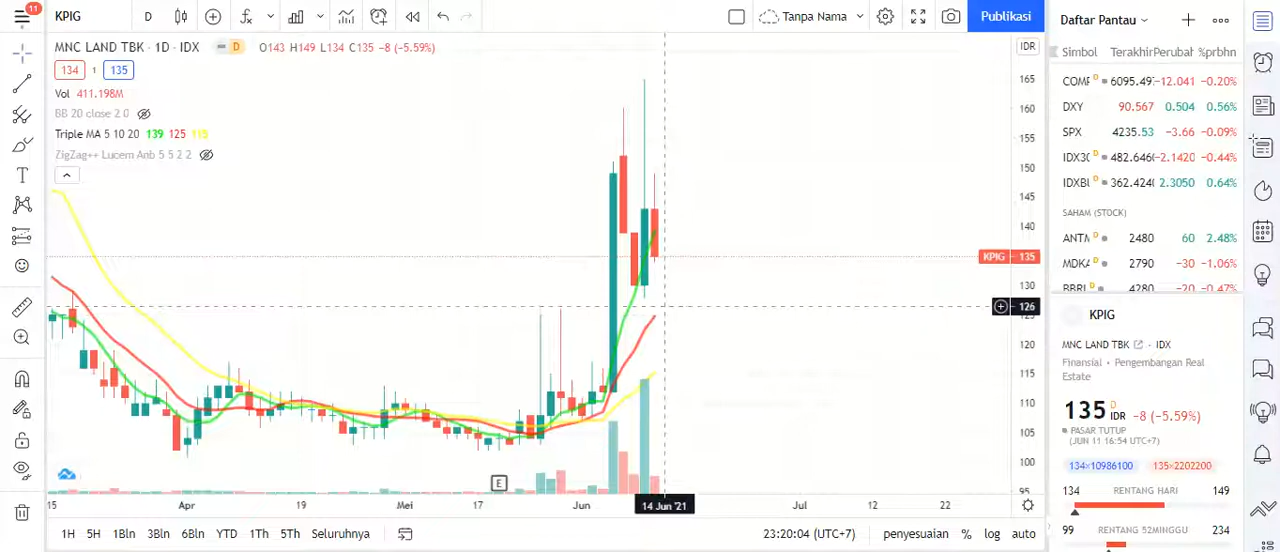 11
KPIG D Tanpa Nama Publikasi Daftar Pantau
MNC LAND TBK · 1D · IDX D O143 H149 L134 C135 −8 (−5.59%)
134 1 135
Vol 411.198M
BB 20 close 2 0
Triple MA 5 10 20 139 125 115
ZigZag++ Lucem Anb 5 5 2 2
IDR
165
160
155
150
145
140
KPIG 135
130
126
120
115
110
105
100
95
E
15 Apr 19 Mei 17 Jun 14 Jun '21 Jul 12 22
1H 5H 1Bln 3Bln 6Bln YTD 1Th 5Th Seluruhnya 23:20:04 (UTC+7) penyesuaian % log auto
Simbol Terakhir Perubah %prbhn
D 6095.497 −12.041 −0.20%
DXY 90.567 0.504 0.56%
SPX 4235.53 −3.66 −0.09%
D 482.646 −2.1420 −0.44%
D 362.424 2.3050 0.64%
SAHAM (STOCK)
ANTM D 2480 60 2.48%
MDKA D 2790 −30 −1.06%
BBRI D 4280 −20 −0.47%
KPIG
MNC LAND TBK IDX
Finansial • Pengembangan Real
Estate
135 D IDR −8 (−5.59%)
PASAR TUTUP
(JUN 11 16:54 UTC+7)
134×10986100 135×2202200
134 RENTANG HARI 149
99 RENTANG 52MINGGU 234